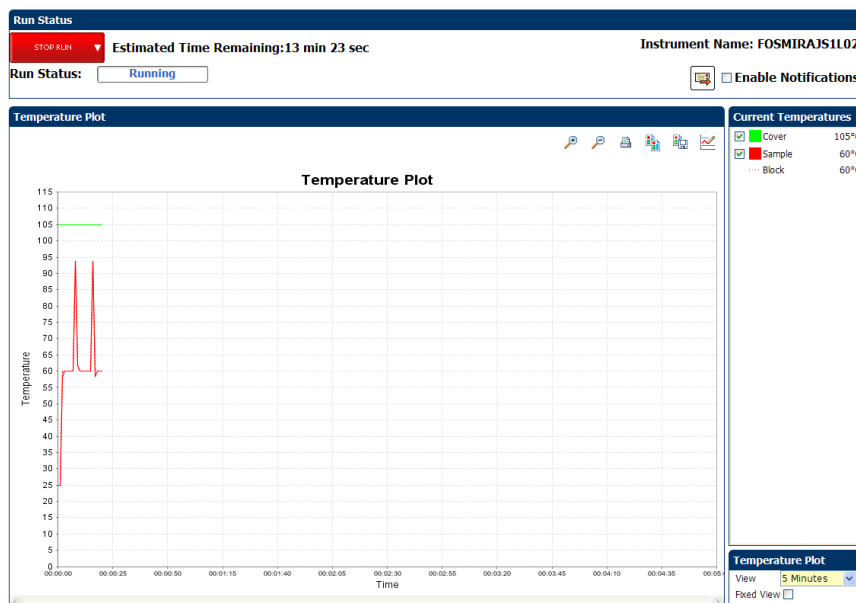 Run Status
STOP RUN
Estimated Time Remaining:13 min 23 sec
Instrument Name: FOSMIRAJS1L02
Run Status:
Running
Enable Notifications
Temperature Plot
Current Temperatures
Cover 105°
Sample 60°
Block 60°
Temperature Plot
115
105
100
95
90
85
80
75
70
65
60
55
50
45
40
35
30
25
20
15
10
5
0
Temperature
00:00:00 00:00:25 00:00:50 00:01:15 00:01:40 00:02:05 00:02:30 00:02:55 00:03:20 00:03:45 00:04:10 00:04:35 00:05:
Time
Temperature Plot
View 5 Minutes
Fixed View